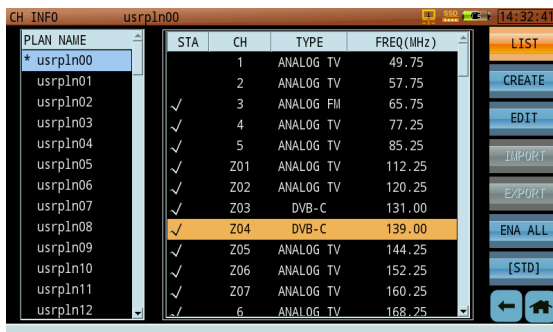 CH INFO usrpln00 SSD 14:32:41
PLAN NAME
* usrpln00
usrpln01
usrpln02
usrpln03
usrpln04
usrpln05
usrpln06
usrpln07
usrpln08
usrpln09
usrpln10
usrpln11
usrpln12
STA CH TYPE FREQ(MHz)
1 ANALOG TV 49.75
2 ANALOG TV 57.75
✓ 3 ANALOG FM 65.75
✓ 4 ANALOG TV 77.25
✓ 5 ANALOG TV 85.25
✓ Z01 ANALOG TV 112.25
✓ Z02 ANALOG TV 120.25
✓ Z03 DVB-C 131.00
✓ Z04 DVB-C 139.00
✓ Z05 ANALOG TV 144.25
✓ Z06 ANALOG TV 152.25
✓ Z07 ANALOG TV 160.25
✓ 6 ANALOG TV 168.25
LIST
CREATE
EDIT
IMPORT
EXPORT
ENA ALL
[STD]